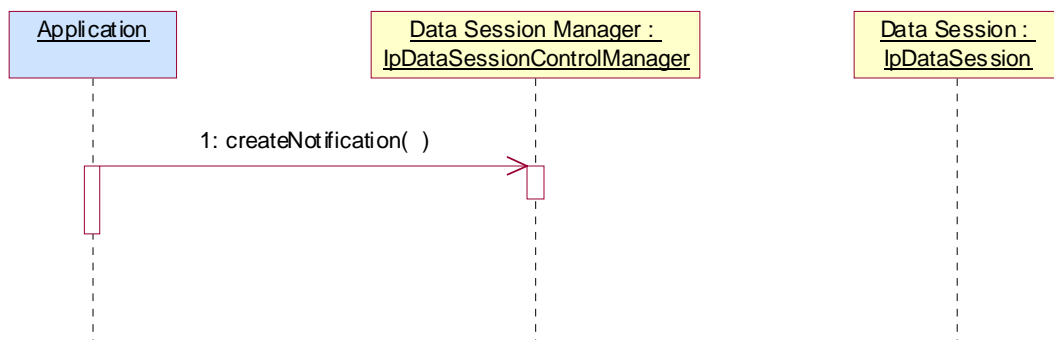 Application
Data Session Manager :
IpDataSessionControlManager
Data Session :
IpDataSession
1: createNotification( )